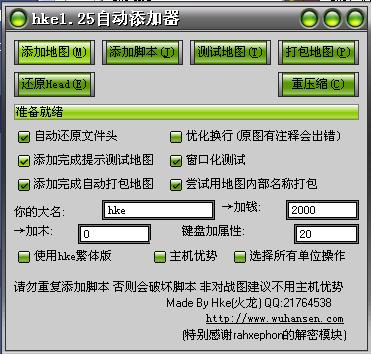 hke1.25自动添加器
添加地图(M) 添加脚本(J) 测试地图(T) 打包地图(P)
还原Head(E) 重压缩(C)
准备就绪
自动还原文件头 优化换行(原图有注释会出错)
添加完成提示测试地图 窗口化测试
添加完成自动打包地图 尝试用地图内部名称打包
你的大名: hke →加钱: 2000
→加木: 0 键盘加属性: 20
使用hke繁体版 主机优势 选择所有单位操作
请勿重复添加脚本 否则会破坏脚本 非对战图建议不用主机优势
Made By Hke(火龙) QQ:21764538
http://www.wuhansen.com
(特别感谢rahxephon的解密模块)